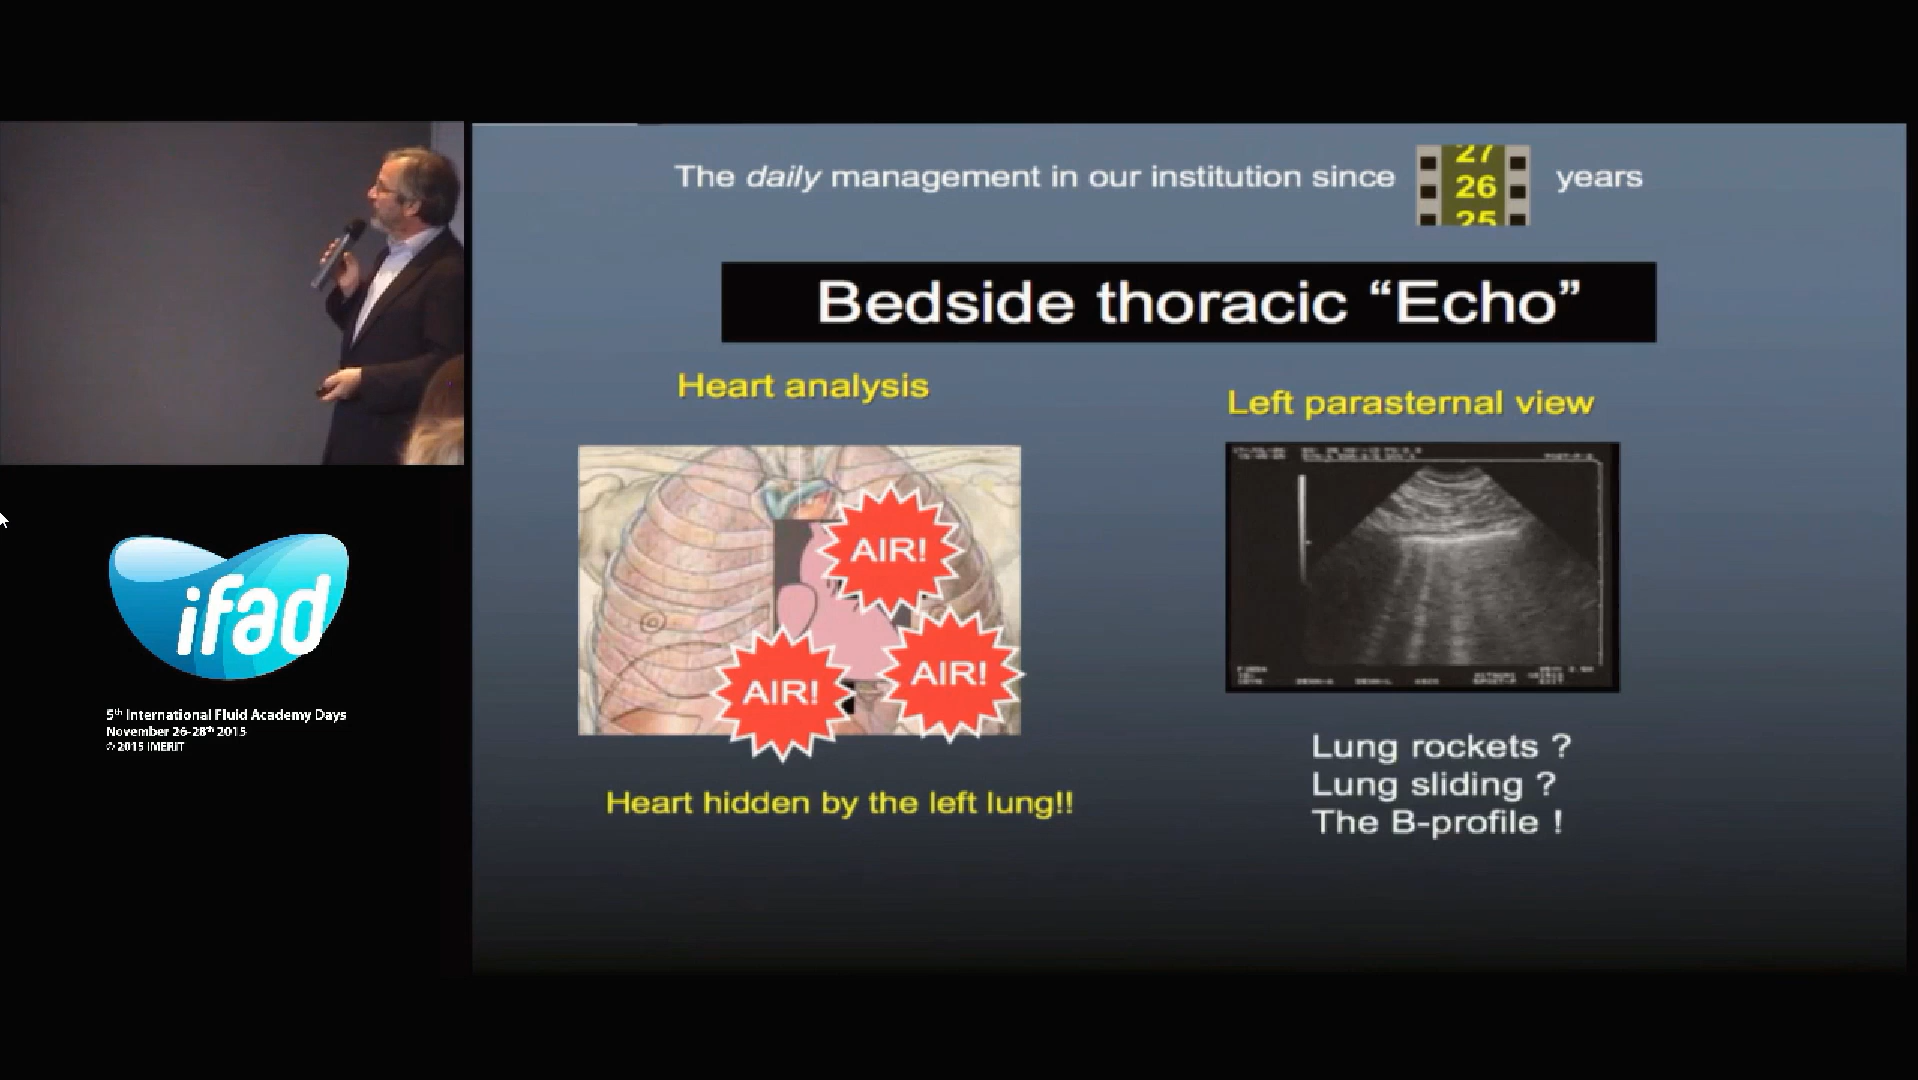 The daily management in our institution since
27
26
25
years
Bedside thoracic “Echo”
Heart analysis
Left parasternal view
AIR!
AIR!
AIR!
Heart hidden by the left lung!!
Lung rockets ?
Lung sliding ?
The B-profile !
ifad
5th International Fluid Academy Days
November 26-28th 2015
© 2015 IMERIT